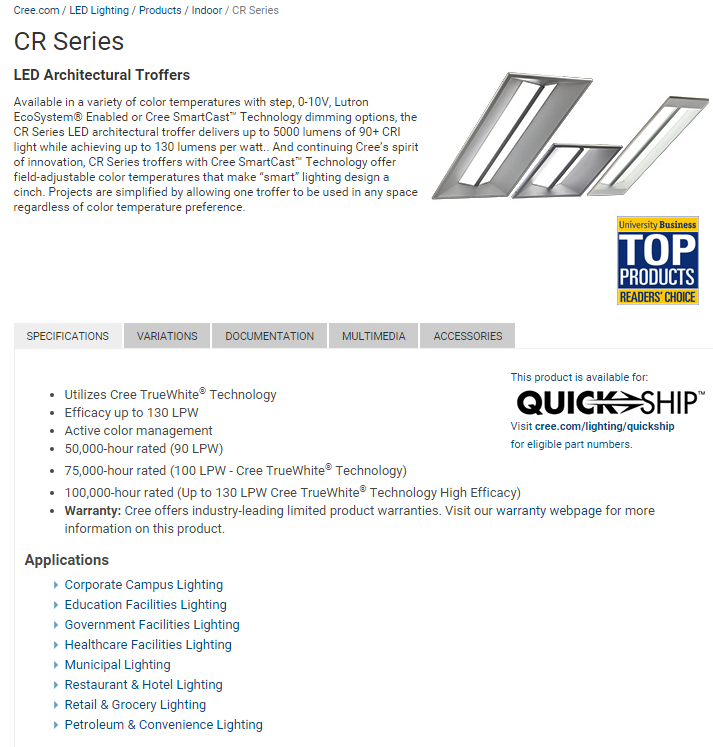 Cree.com / LED Lighting / Products / Indoor / CR Series
CR Series
LED Architectural Troffers
Available in a variety of color temperatures with step, 0-10V, Lutron
EcoSystem® Enabled or Cree SmartCast™ Technology dimming options, the
CR Series LED architectural troffer delivers up to 5000 lumens of 90+ CRI
light while achieving up to 130 lumens per watt.. And continuing Cree's spirit
of innovation, CR Series troffers with Cree SmartCast™ Technology offer
field-adjustable color temperatures that make “smart” lighting design a
cinch. Projects are simplified by allowing one troffer to be used in any space
regardless of color temperature preference.
University Business
TOP
PRODUCTS
READERS' CHOICE
SPECIFICATIONS VARIATIONS DOCUMENTATION MULTIMEDIA ACCESSORIES
This product is available for:
QUICK SHIP™
Visit cree.com/lighting/quickship
for eligible part numbers.
• Utilizes Cree TrueWhite® Technology
• Efficacy up to 130 LPW
• Active color management
• 50,000-hour rated (90 LPW)
• 75,000-hour rated (100 LPW - Cree TrueWhite® Technology)
• 100,000-hour rated (Up to 130 LPW Cree TrueWhite® Technology High Efficacy)
• Warranty: Cree offers industry-leading limited product warranties. Visit our warranty webpage for more
information on this product.
Applications
Corporate Campus Lighting
Education Facilities Lighting
Government Facilities Lighting
Healthcare Facilities Lighting
Municipal Lighting
Restaurant & Hotel Lighting
Retail & Grocery Lighting
Petroleum & Convenience Lighting